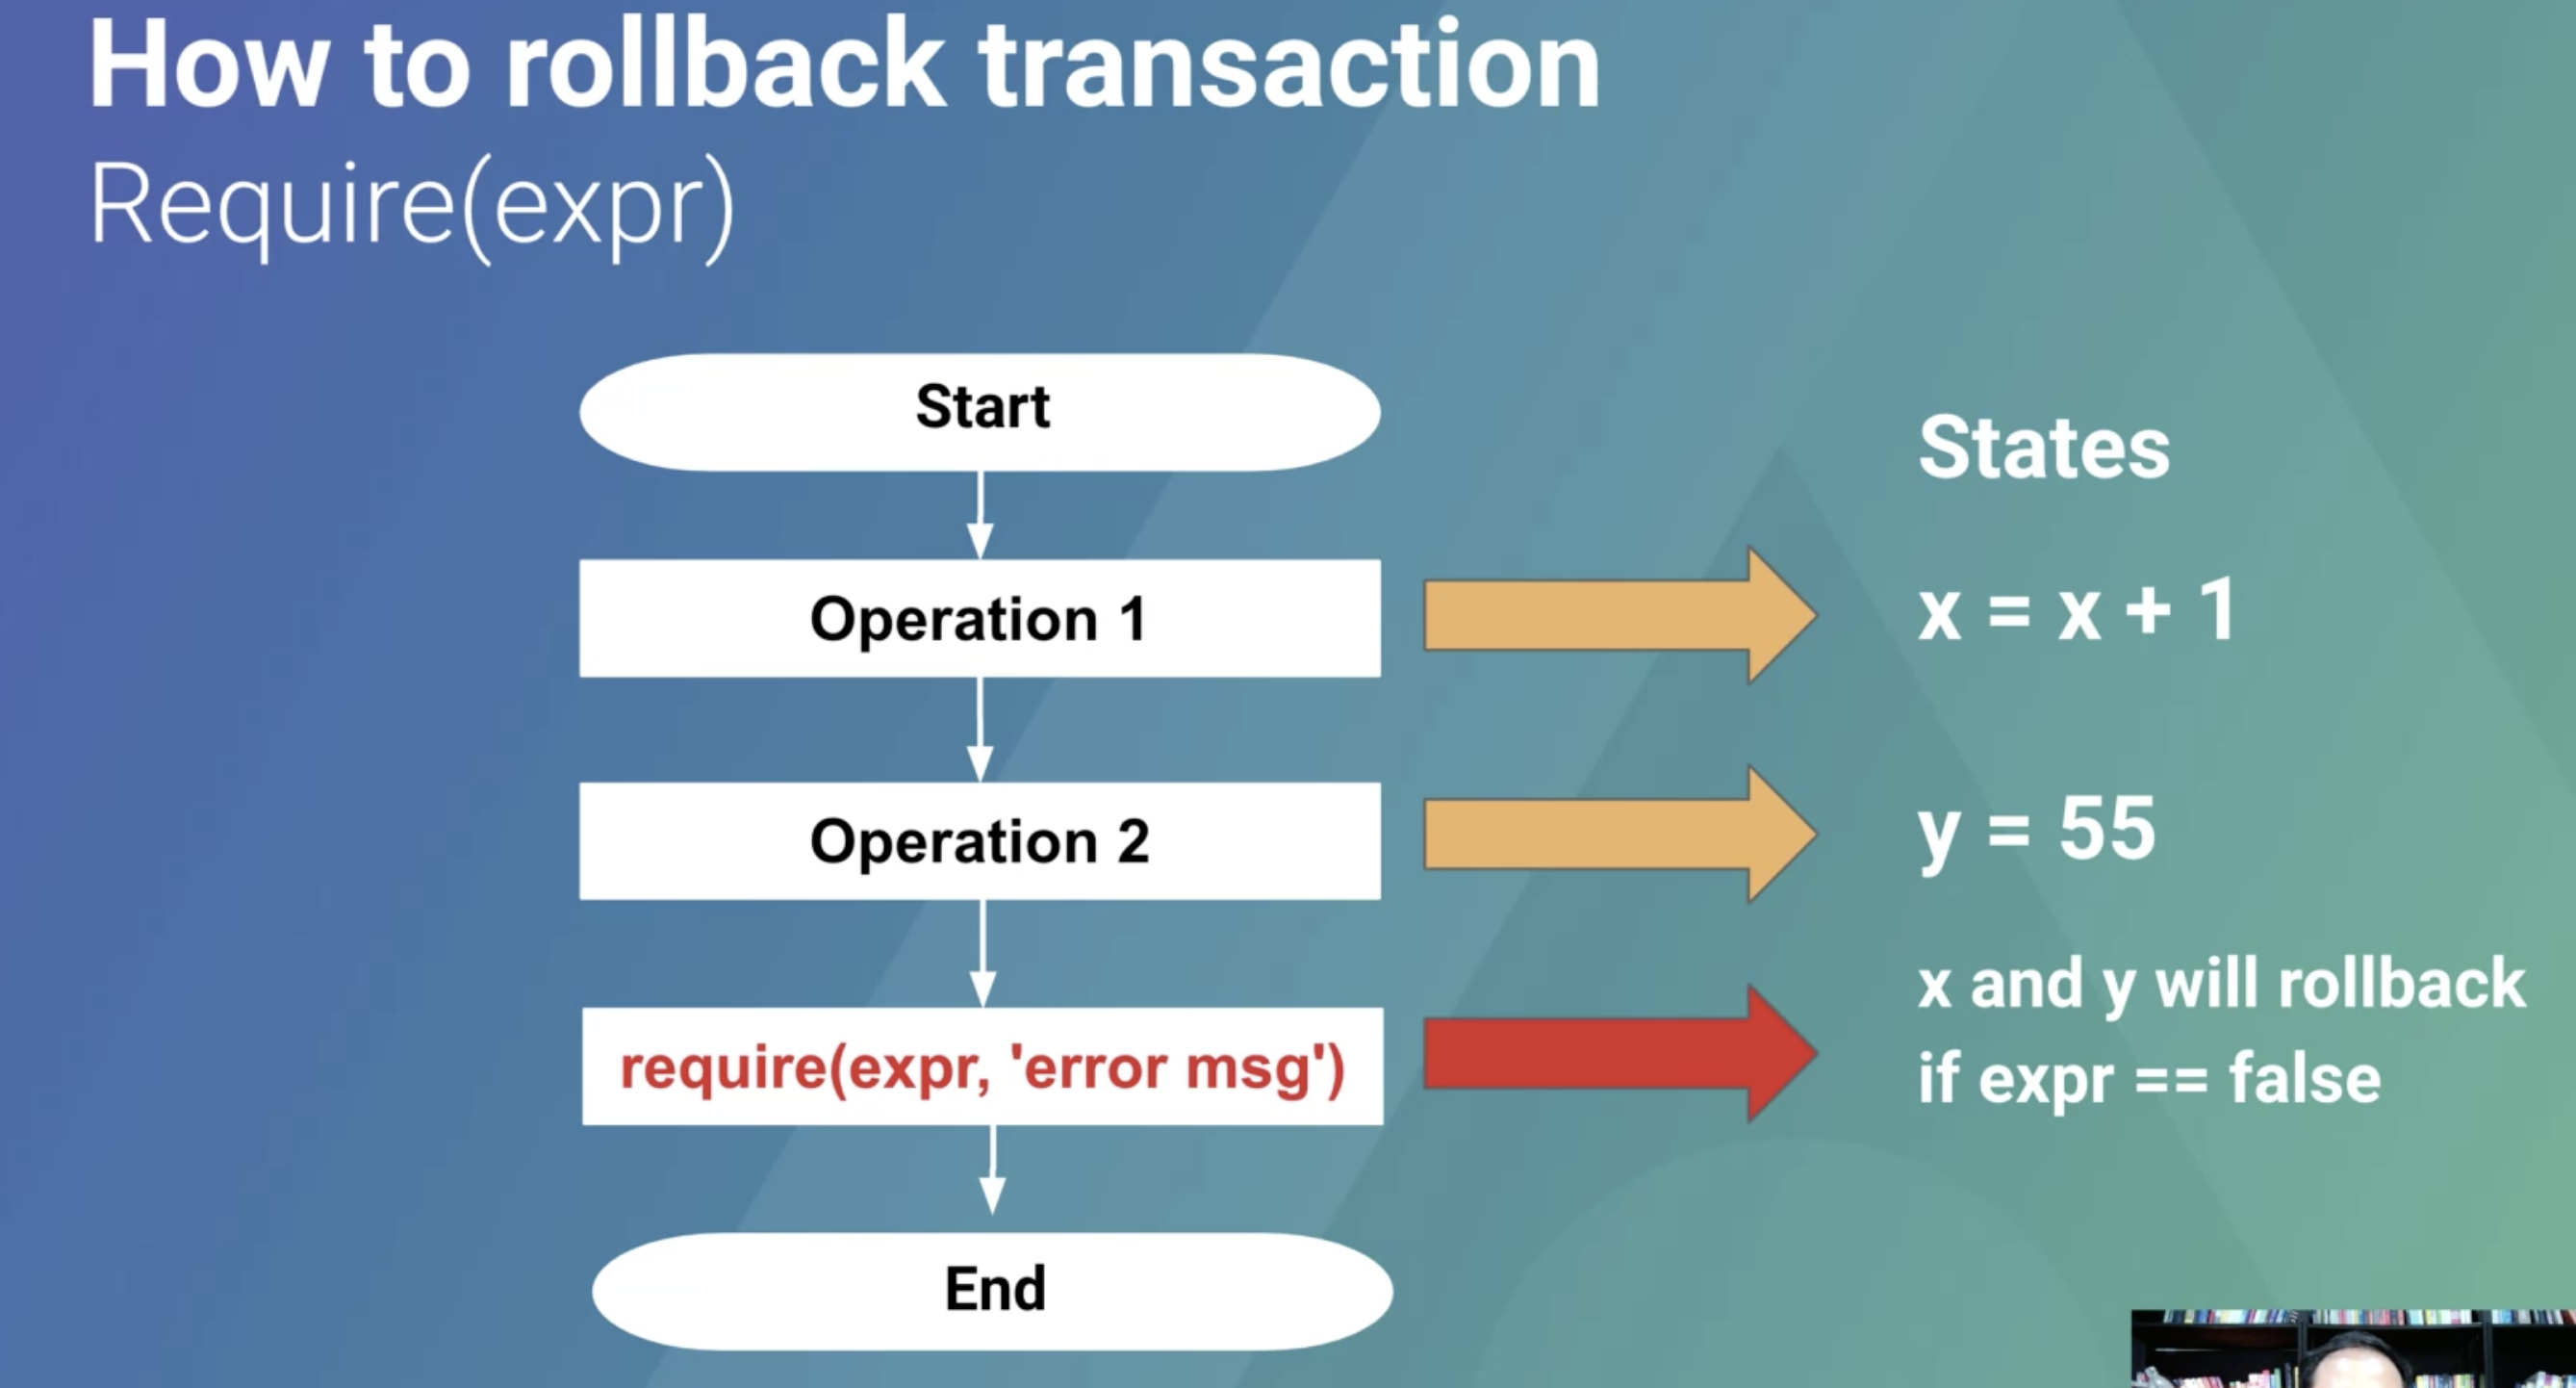 How to rollback transaction
Require(expr)
Start
States
Operation 1
x = x + 1
Operation 2
y = 55
require(expr, 'error msg')
x and y will rollback
if expr == false
End